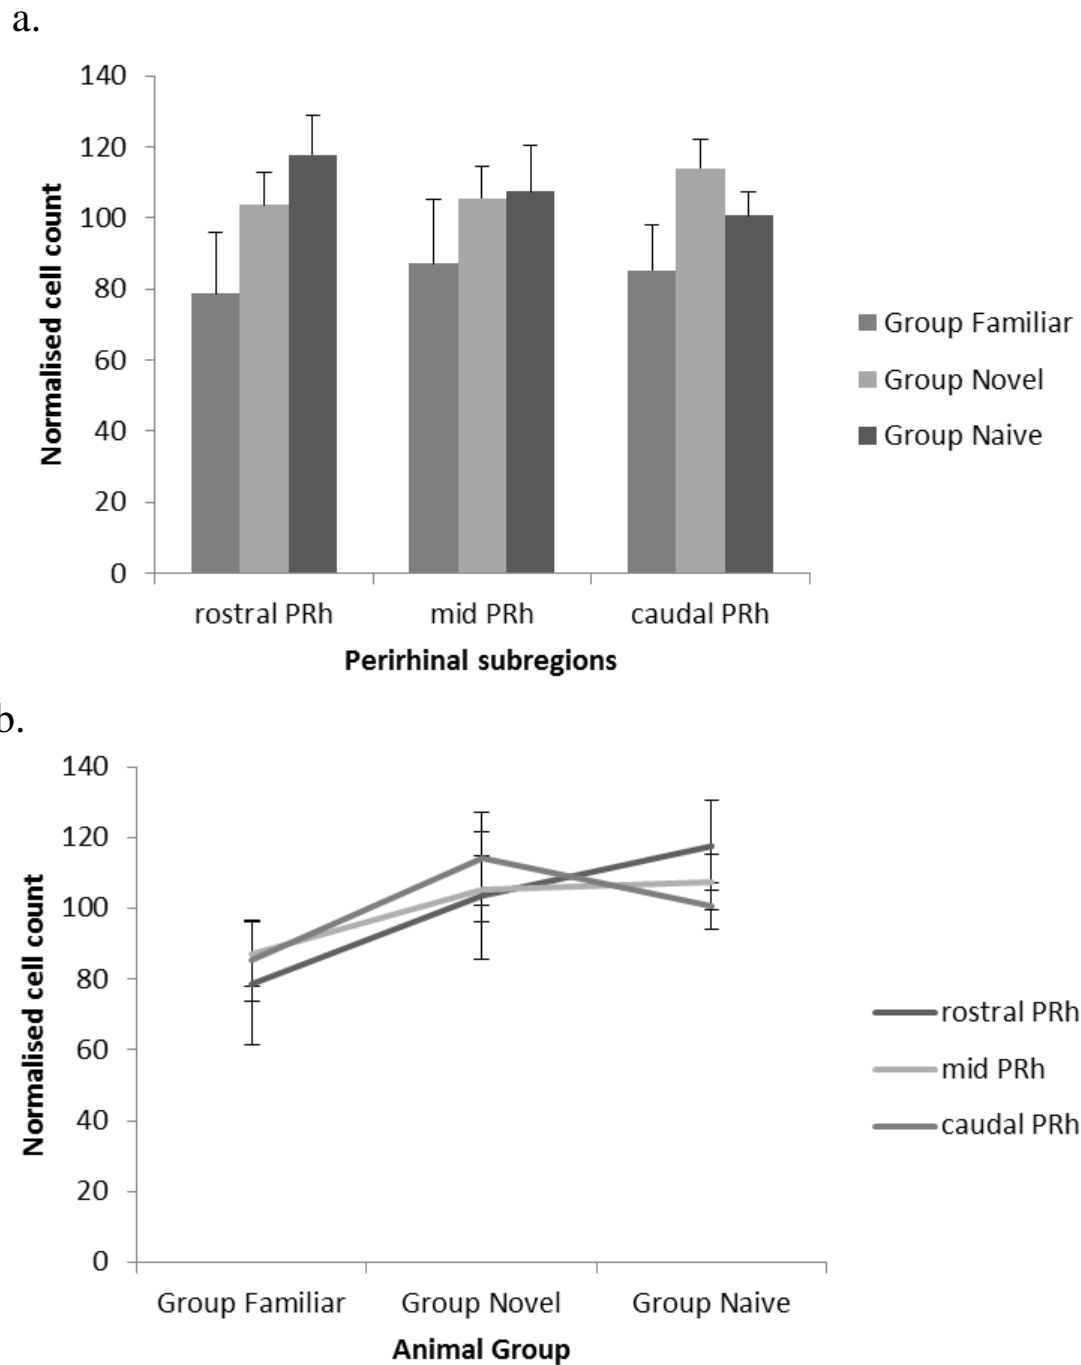 a.
140
120
100
80
60
40
20
0
Normalised cell count
rostral PRh mid PRh caudal PRh
Perirhinal subregions
Group Familiar
Group Novel
Group Naive
b.
140
120
100
80
60
40
20
0
Normalised cell count
Group Familiar Group Novel Group Naive
Animal Group
rostral PRh
mid PRh
caudal PRh